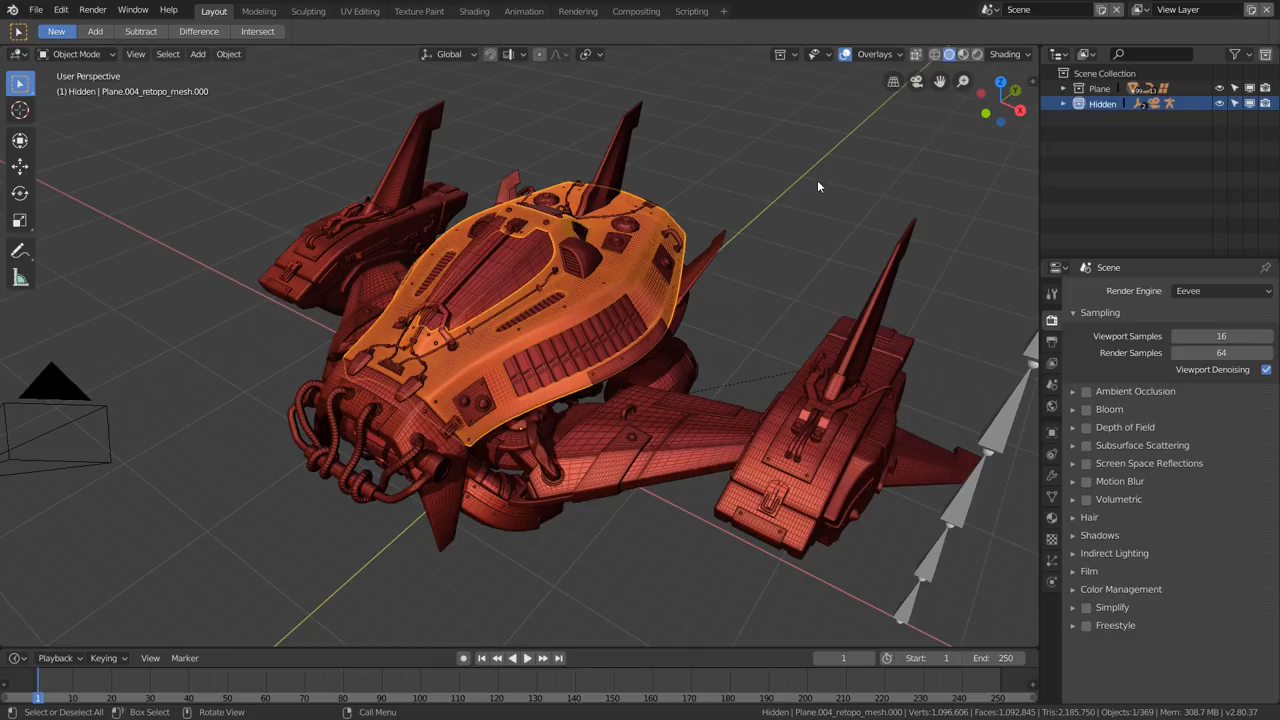 File Edit Render Window Help Layout Modeling Sculpting UV Editing Texture Paint Shading Animation Rendering Compositing Scripting + Scene View Layer
New Add Subtract Difference Intersect
Object Mode View Select Add Object Global Overlays Shading
User Perspective
(1) Hidden | Plane.004_retopo_mesh.000
Z
Y
X
Scene Collection
Plane 99+ 13
Hidden 2
Scene
Render Engine Eevee
Sampling
Viewport Samples 16
Render Samples 64
Viewport Denoising
Ambient Occlusion
Bloom
Depth of Field
Subsurface Scattering
Screen Space Reflections
Motion Blur
Volumetric
Hair
Shadows
Indirect Lighting
Film
Color Management
Simplify
Freestyle
Playback Keying View Marker 1 Start: 1 End: 250
1 10 20 30 40 50 60 70 80 90 100 110 120 130 140 150 160 170 180 190 200 210 220 230 240 250
Select or Deselect All Box Select Rotate View Call Menu Hidden | Plane.004_retopo_mesh.000 | Verts:1,096,606 | Faces:1,092,845 | Tris:2,185,750 | Objects:1/369 | Mem: 308.7 MB | v2.80.37